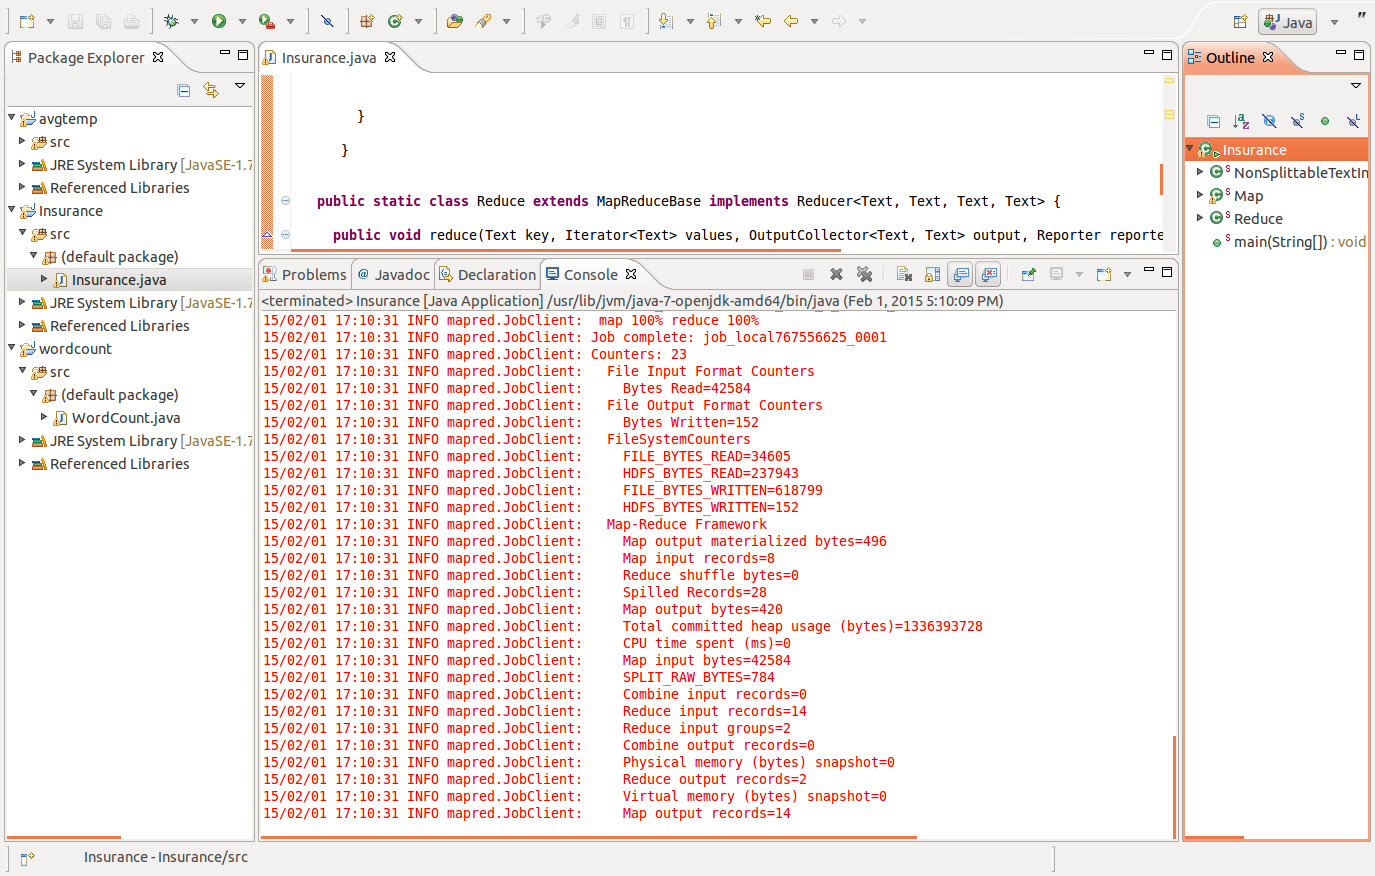 Java
Package Explorer
avgtemp
src
JRE System Library [JavaSE-1.7
Referenced Libraries
Insurance
src
(default package)
Insurance.java
JRE System Library [JavaSE-1.7
Referenced Libraries
wordcount
src
(default package)
WordCount.java
JRE System Library [JavaSE-1.7
Referenced Libraries
Insurance.java
}
}
public static class Reduce extends MapReduceBase implements Reducer<Text, Text, Text, Text> {
public void reduce(Text key, Iterator<Text> values, OutputCollector<Text, Text> output, Reporter reporte
Problems @ Javadoc Declaration Console
<terminated> Insurance [Java Application] /usr/lib/jvm/java-7-openjdk-amd64/bin/java (Feb 1, 2015 5:10:09 PM)
15/02/01 17:10:31 INFO mapred.JobClient:  map 100% reduce 100%
15/02/01 17:10:31 INFO mapred.JobClient: Job complete: job_local767556625_0001
15/02/01 17:10:31 INFO mapred.JobClient: Counters: 23
15/02/01 17:10:31 INFO mapred.JobClient:   File Input Format Counters
15/02/01 17:10:31 INFO mapred.JobClient:     Bytes Read=42584
15/02/01 17:10:31 INFO mapred.JobClient:   File Output Format Counters
15/02/01 17:10:31 INFO mapred.JobClient:     Bytes Written=152
15/02/01 17:10:31 INFO mapred.JobClient:   FileSystemCounters
15/02/01 17:10:31 INFO mapred.JobClient:     FILE_BYTES_READ=34605
15/02/01 17:10:31 INFO mapred.JobClient:     HDFS_BYTES_READ=237943
15/02/01 17:10:31 INFO mapred.JobClient:     FILE_BYTES_WRITTEN=618799
15/02/01 17:10:31 INFO mapred.JobClient:     HDFS_BYTES_WRITTEN=152
15/02/01 17:10:31 INFO mapred.JobClient:   Map-Reduce Framework
15/02/01 17:10:31 INFO mapred.JobClient:     Map output materialized bytes=496
15/02/01 17:10:31 INFO mapred.JobClient:     Map input records=8
15/02/01 17:10:31 INFO mapred.JobClient:     Reduce shuffle bytes=0
15/02/01 17:10:31 INFO mapred.JobClient:     Spilled Records=28
15/02/01 17:10:31 INFO mapred.JobClient:     Map output bytes=420
15/02/01 17:10:31 INFO mapred.JobClient:     Total committed heap usage (bytes)=1336393728
15/02/01 17:10:31 INFO mapred.JobClient:     CPU time spent (ms)=0
15/02/01 17:10:31 INFO mapred.JobClient:     Map input bytes=42584
15/02/01 17:10:31 INFO mapred.JobClient:     SPLIT_RAW_BYTES=784
15/02/01 17:10:31 INFO mapred.JobClient:     Combine input records=0
15/02/01 17:10:31 INFO mapred.JobClient:     Reduce input records=14
15/02/01 17:10:31 INFO mapred.JobClient:     Reduce input groups=2
15/02/01 17:10:31 INFO mapred.JobClient:     Combine output records=0
15/02/01 17:10:31 INFO mapred.JobClient:     Physical memory (bytes) snapshot=0
15/02/01 17:10:31 INFO mapred.JobClient:     Reduce output records=2
15/02/01 17:10:31 INFO mapred.JobClient:     Virtual memory (bytes) snapshot=0
15/02/01 17:10:31 INFO mapred.JobClient:     Map output records=14
Outline
Insurance
NonSplittableTextIn
Map
Reduce
main(String[]) : void
Insurance - Insurance/src